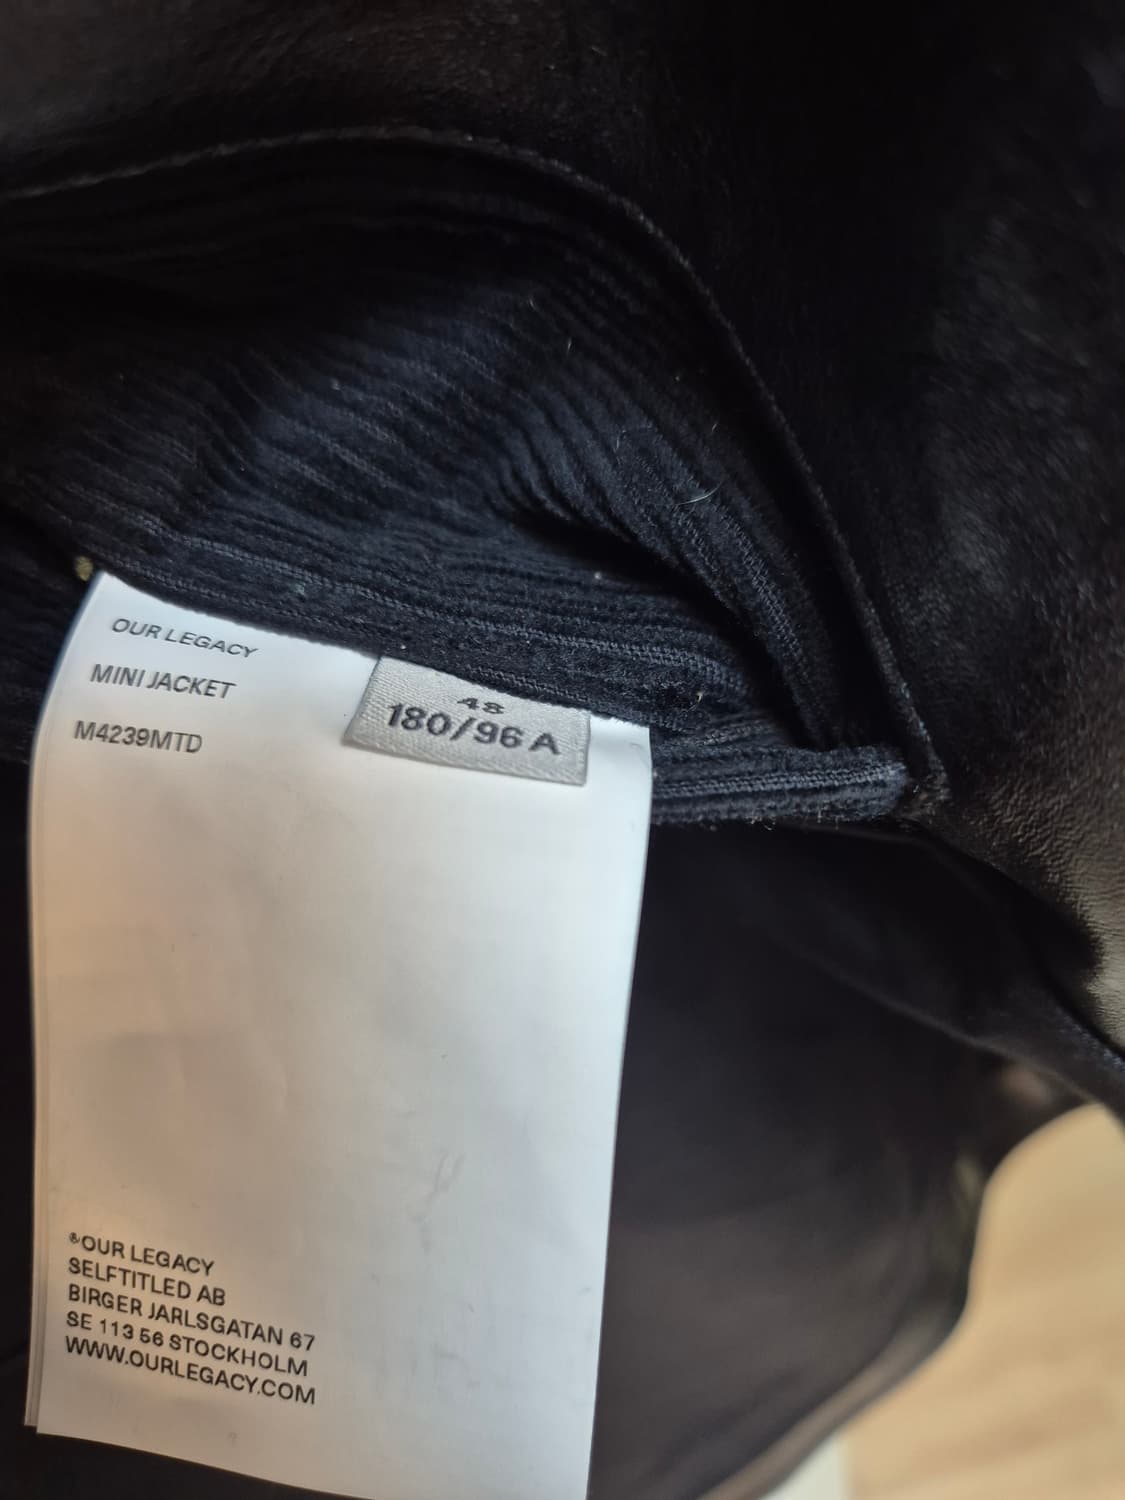 OUR LEGACY
MINI JACKET
M4239MTD
48
180/96 A
®OUR LEGACY
SELFTITLED AB
BIRGER JARLSGATAN 67
SE 113 56 STOCKHOLM
WWW.OURLEGACY.COM